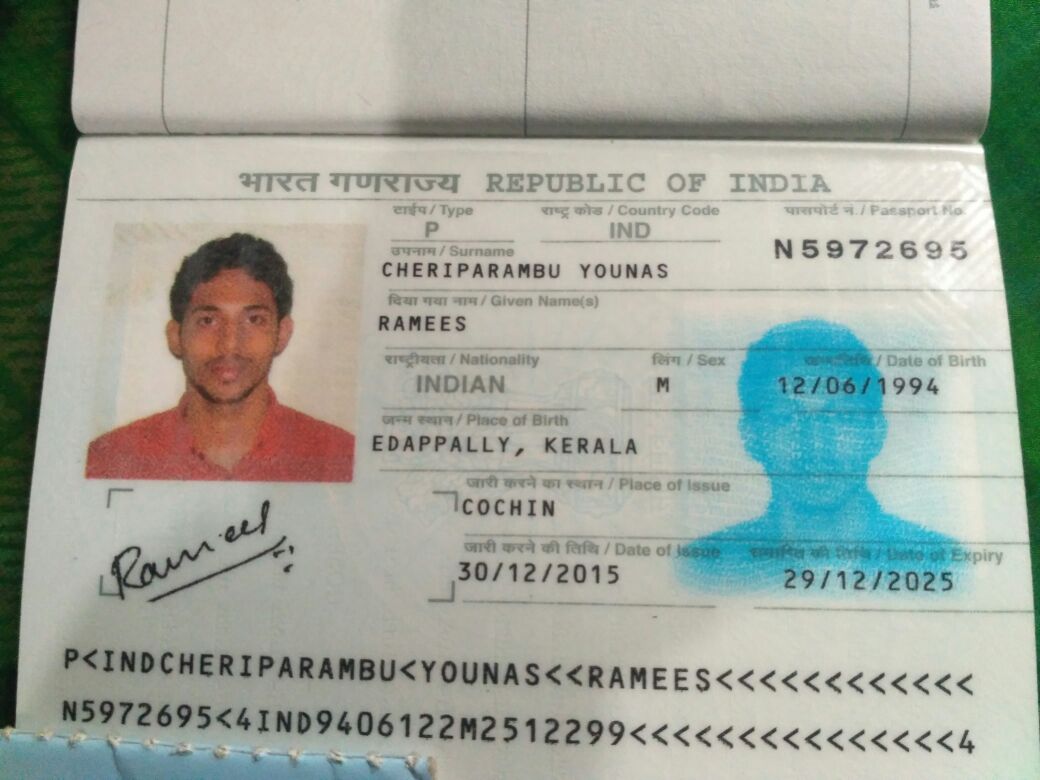 भारत गणराज्य REPUBLIC OF INDIA
टाईप / Type राष्ट्र कोड / Country Code पासपोर्ट नं. / Passport No.
P IND N5972695
उपनाम / Surname
CHERIPARAMBU YOUNAS
दिया गया नाम / Given Name(s)
RAMEES
राष्ट्रीयता / Nationality लिंग / Sex जन्मतिथि / Date of Birth
INDIAN M 12/06/1994
जन्म स्थान / Place of Birth
EDAPPALLY, KERALA
जारी करने का स्थान / Place of Issue
COCHIN
जारी करने की तिथि / Date of Issue समाप्ति की तिथि / Date of Expiry
30/12/2015 29/12/2025
Ramees
P<INDCHERIPARAMBU<YOUNAS<<RAMEES<<<<<<<<<<<<
N5972695<4IND9406122M2512299<<<<<<<<<<<<<<<4